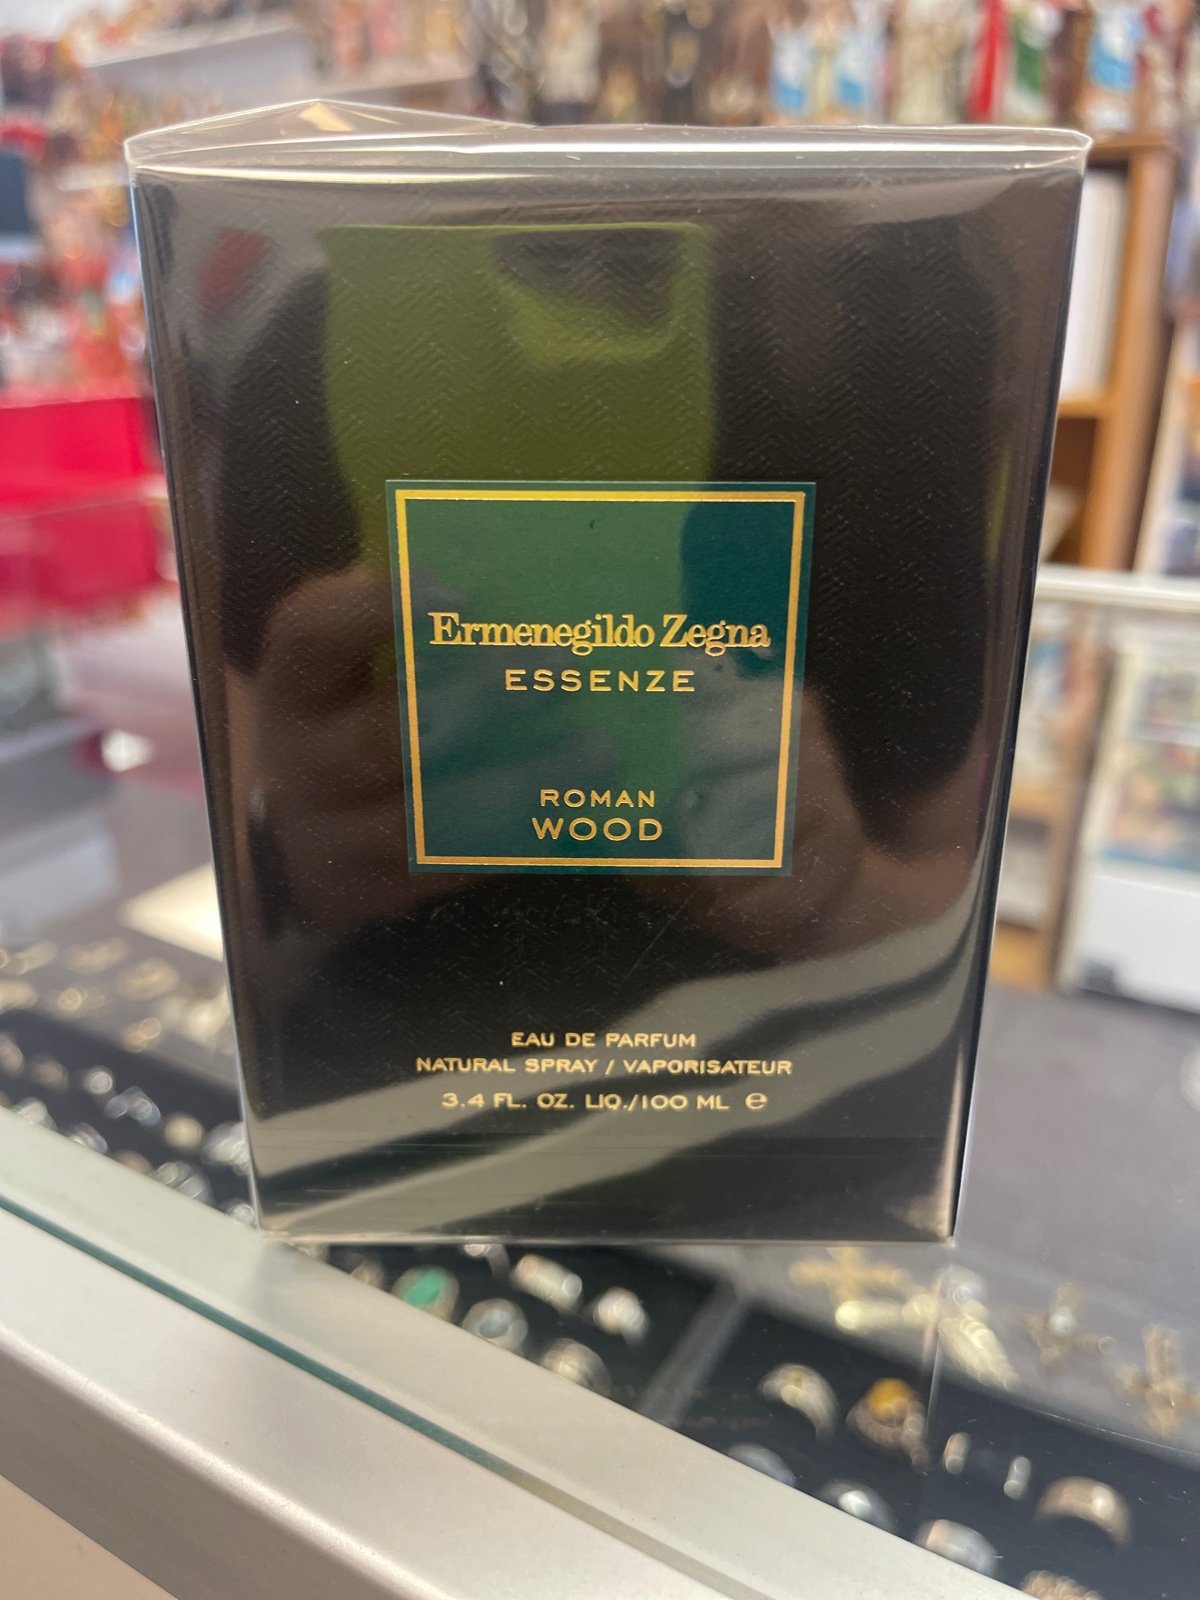 Ermenegildo Zegna
ESSENZE
ROMAN
WOOD
EAU DE PARFUM
NATURAL SPRAY / VAPORISATEUR
3.4 FL. OZ. LIQ./100 ML ℮